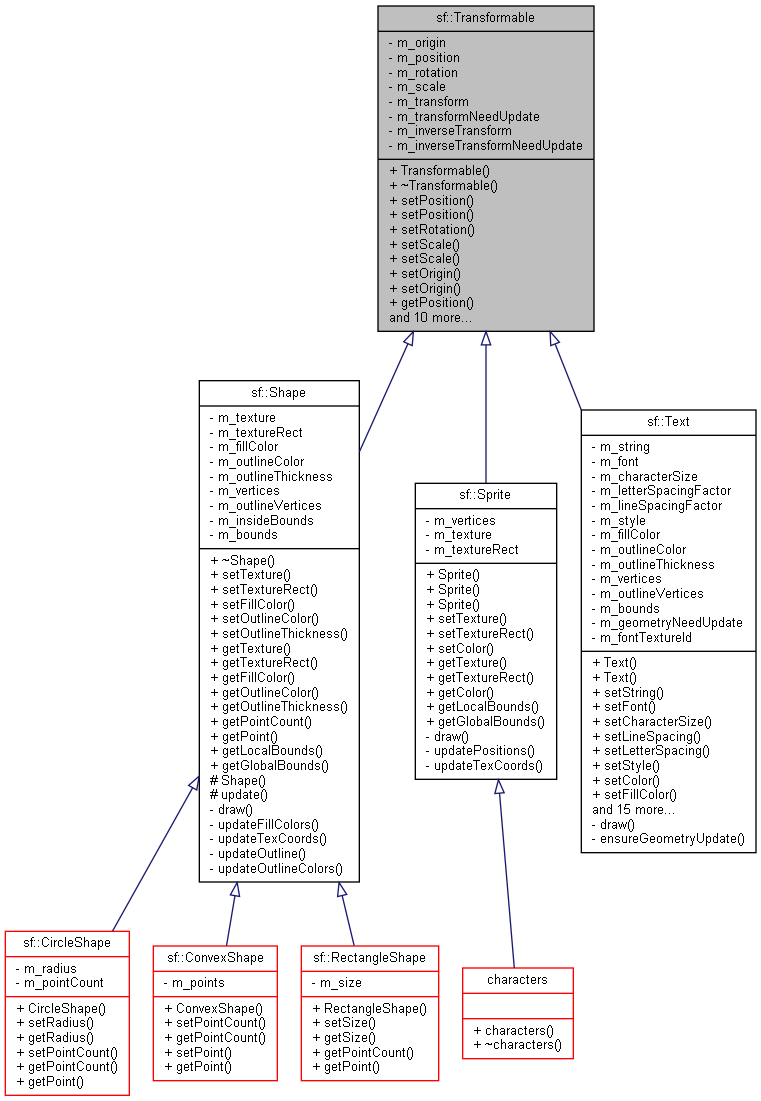 sf::Transformable
- m_origin
- m_position
- m_rotation
- m_scale
- m_transform
- m_transformNeedUpdate
- m_inverseTransform
- m_inverseTransformNeedUpdate
+ Transformable()
+ ~Transformable()
+ setPosition()
+ setPosition()
+ setRotation()
+ setScale()
+ setScale()
+ setOrigin()
+ setOrigin()
+ getPosition()
and 10 more...
sf::Shape
- m_texture
- m_textureRect
- m_fillColor
- m_outlineColor
- m_outlineThickness
- m_vertices
- m_outlineVertices
- m_insideBounds
- m_bounds
+ ~Shape()
+ setTexture()
+ setTextureRect()
+ setFillColor()
+ setOutlineColor()
+ setOutlineThickness()
+ getTexture()
+ getTextureRect()
+ getFillColor()
+ getOutlineColor()
+ getOutlineThickness()
+ getPointCount()
+ getPoint()
+ getLocalBounds()
+ getGlobalBounds()
# Shape()
# update()
- draw()
- updateFillColors()
- updateTexCoords()
- updateOutline()
- updateOutlineColors()
sf::Sprite
- m_vertices
- m_texture
- m_textureRect
+ Sprite()
+ Sprite()
+ Sprite()
+ setTexture()
+ setTextureRect()
+ setColor()
+ getTexture()
+ getTextureRect()
+ getColor()
+ getLocalBounds()
+ getGlobalBounds()
- draw()
- updatePositions()
- updateTexCoords()
sf::Text
- m_string
- m_font
- m_characterSize
- m_letterSpacingFactor
- m_lineSpacingFactor
- m_style
- m_fillColor
- m_outlineColor
- m_outlineThickness
- m_vertices
- m_outlineVertices
- m_bounds
- m_geometryNeedUpdate
- m_fontTextureId
+ Text()
+ Text()
+ setString()
+ setFont()
+ setCharacterSize()
+ setLineSpacing()
+ setLetterSpacing()
+ setStyle()
+ setColor()
+ setFillColor()
and 15 more...
- draw()
- ensureGeometryUpdate()
sf::CircleShape
- m_radius
- m_pointCount
+ CircleShape()
+ setRadius()
+ getRadius()
+ setPointCount()
+ getPointCount()
+ getPoint()
sf::ConvexShape
- m_points
+ ConvexShape()
+ setPointCount()
+ getPointCount()
+ setPoint()
+ getPoint()
sf::RectangleShape
- m_size
+ RectangleShape()
+ setSize()
+ getSize()
+ getPointCount()
+ getPoint()
characters
+ characters()
+ ~characters()